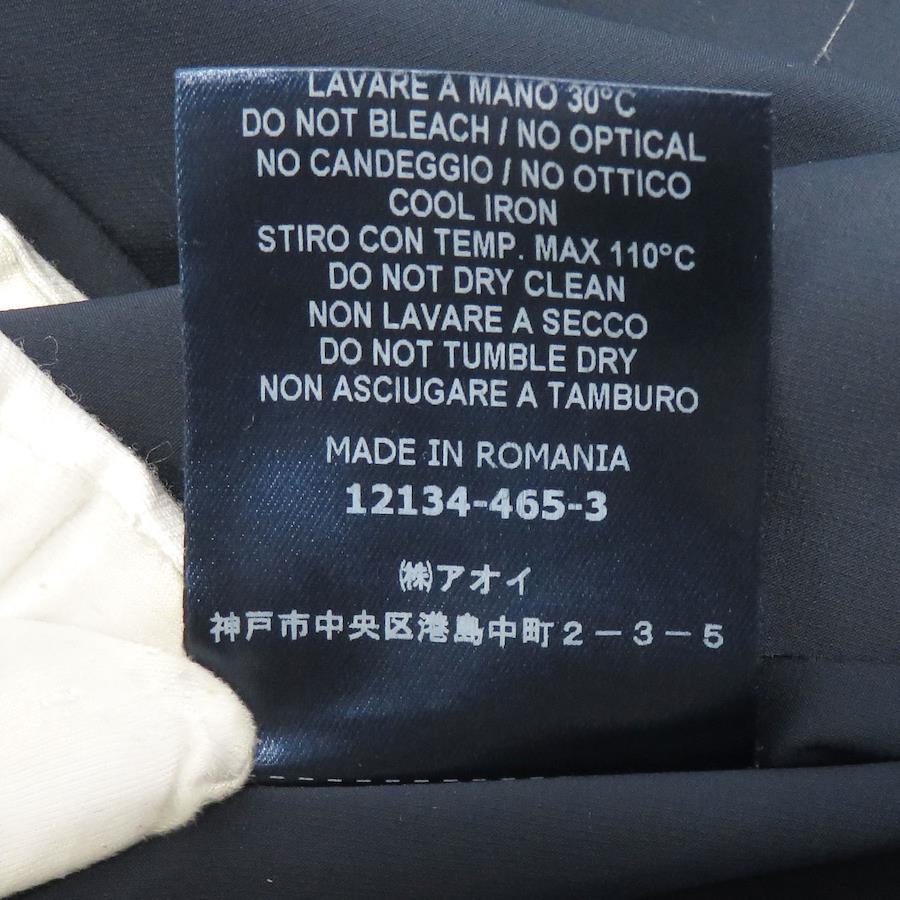 LAVARE A MANO 30°C
DO NOT BLEACH / NO OPTICAL
NO CANDEGGIO / NO OTTICO
COOL IRON
STIRO CON TEMP. MAX 110°C
DO NOT DRY CLEAN
NON LAVARE A SECCO
DO NOT TUMBLE DRY
NON ASCIUGARE A TAMBURO
MADE IN ROMANIA
12134-465-3
㈱アオイ
神戸市中央区港島中町２－３－５